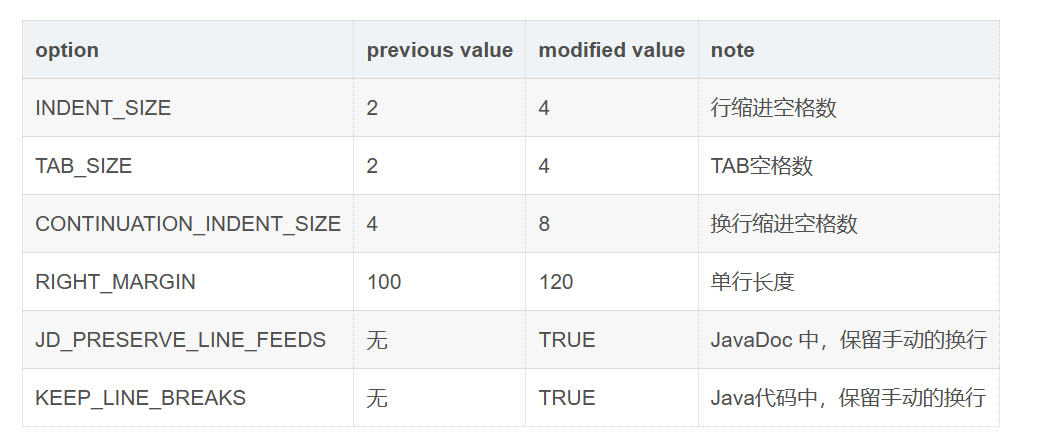 option previous value modified value note
INDENT_SIZE 2 4 行缩进空格数
TAB_SIZE 2 4 TAB空格数
CONTINUATION_INDENT_SIZE 4 8 换行缩进空格数
RIGHT_MARGIN 100 120 单行长度
JD_PRESERVE_LINE_FEEDS 无 TRUE JavaDoc 中，保留手动的换行
KEEP_LINE_BREAKS 无 TRUE Java代码中，保留手动的换行